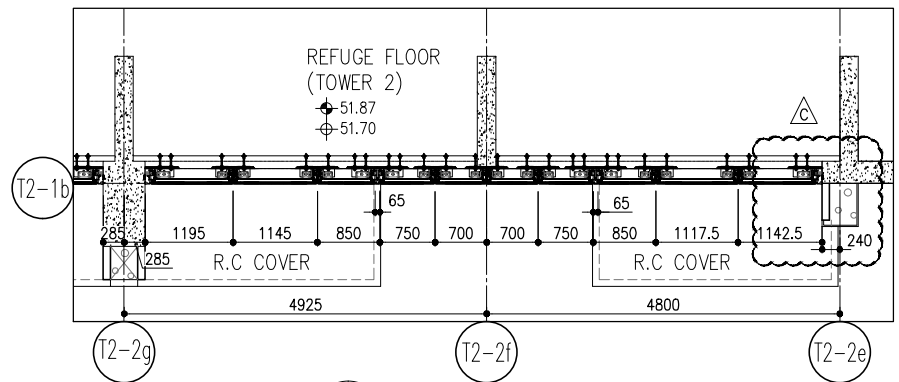 REFUGE FLOOR
(TOWER 2)
51.87
51.70
C
T2-1b
65
65
285
1195
1145
850
750
700
700
750
850
1117.5
1142.5
240
285
R.C COVER
R.C COVER
4925
4800
T2-2g
T2-2f
T2-2e